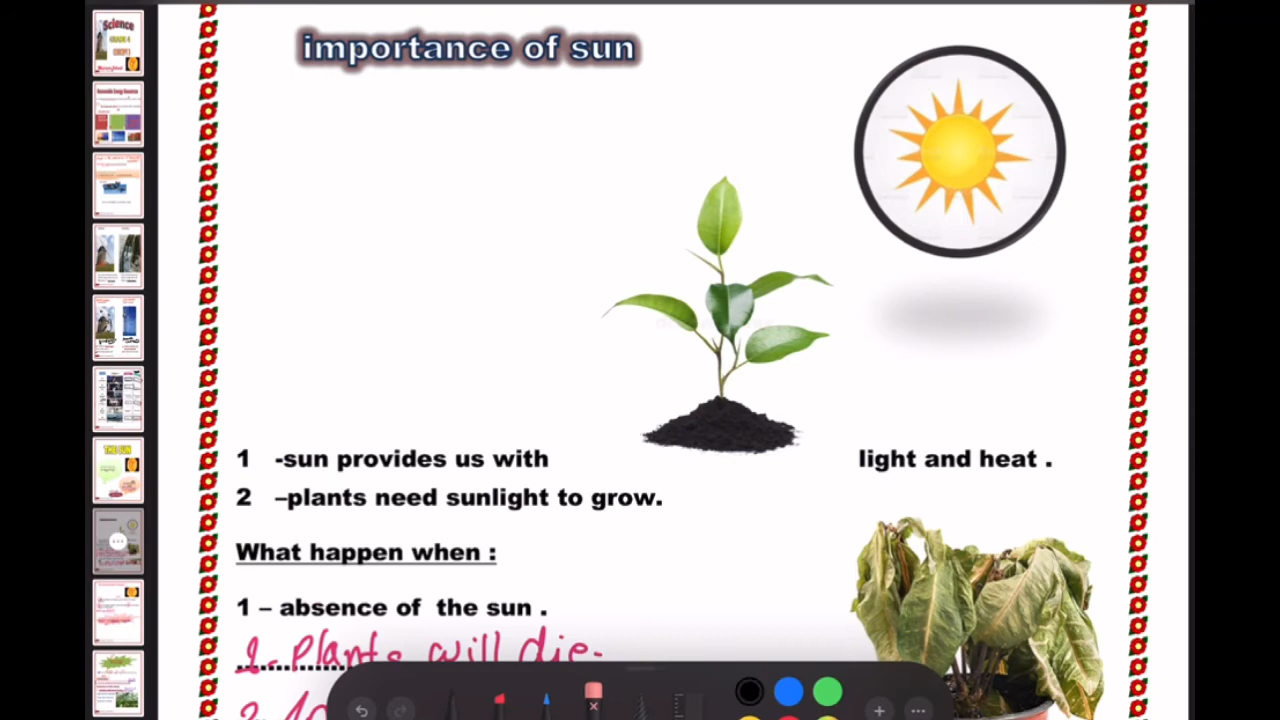 importance of sun
1 -sun provides us with light and heat .
2 –plants need sunlight to grow.
What happen when :
1 – absence of the sun .
1-Plants will die.